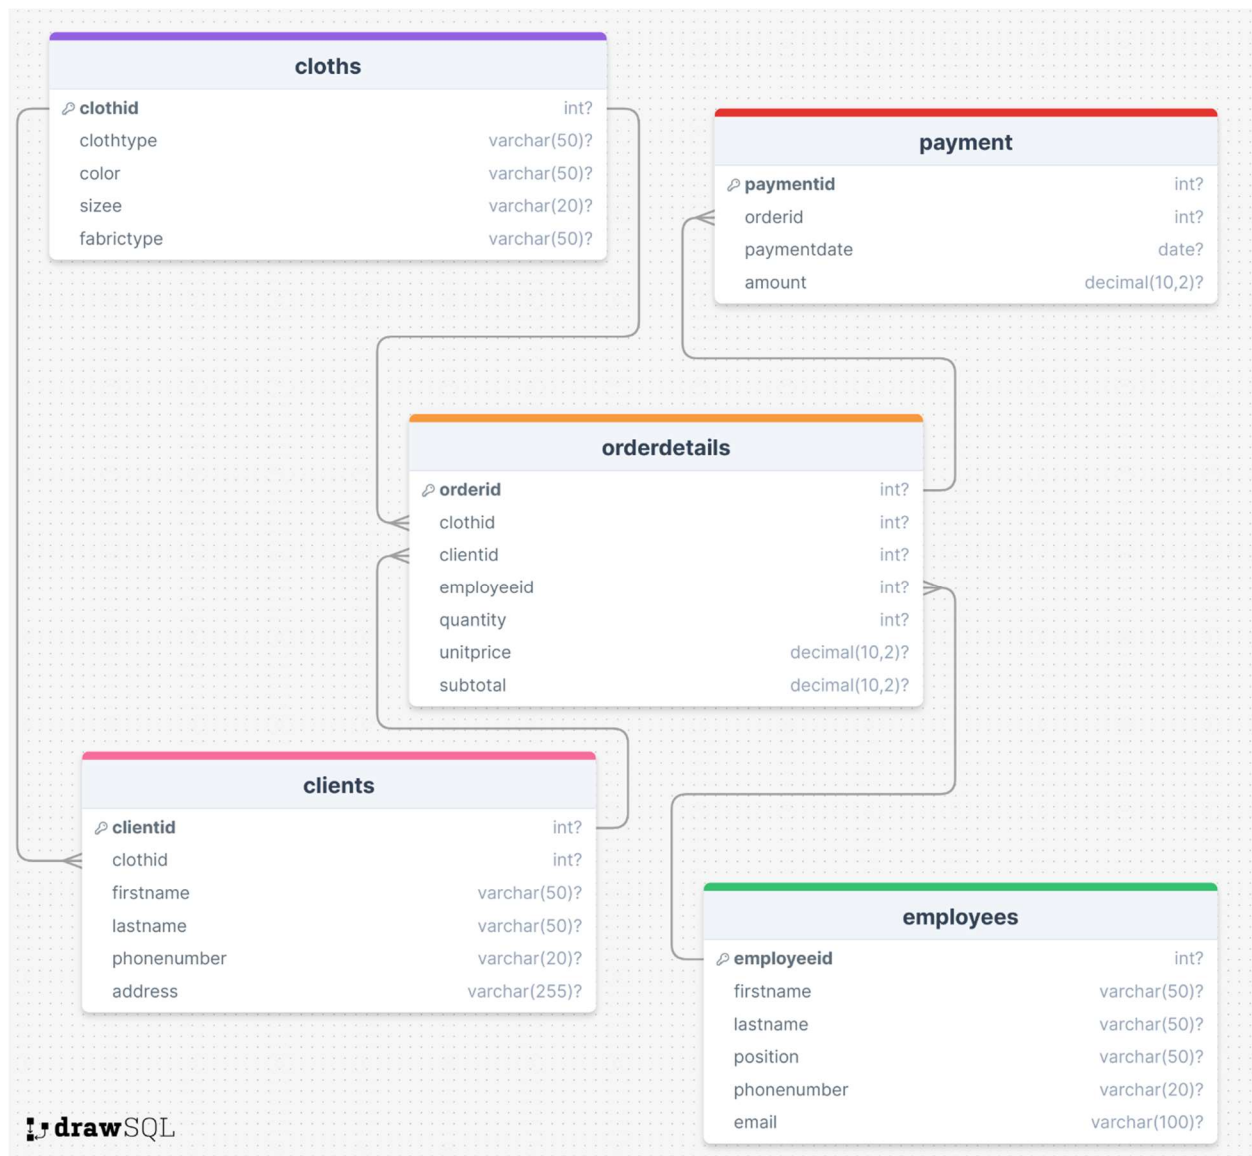 cloths
clothid int?
clothtype varchar(50)?
color varchar(50)?
sizee varchar(20)?
fabrictype varchar(50)?
payment
paymentid int?
orderid int?
paymentdate date?
amount decimal(10,2)?
orderdetails
orderid int?
clothid int?
clientid int?
employeeid int?
quantity int?
unitprice decimal(10,2)?
subtotal decimal(10,2)?
clients
clientid int?
clothid int?
firstname varchar(50)?
lastname varchar(50)?
phonenumber varchar(20)?
address varchar(255)?
employees
employeeid int?
firstname varchar(50)?
lastname varchar(50)?
position varchar(50)?
phonenumber varchar(20)?
email varchar(100)?
drawSQL